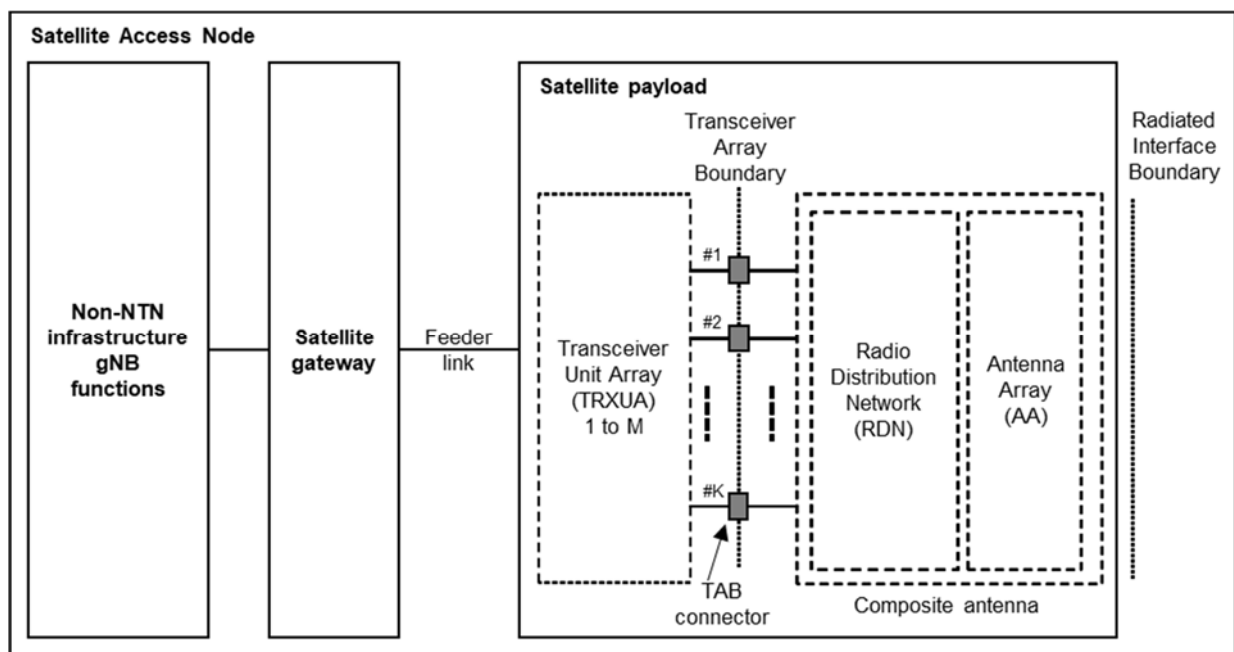 Satellite Access Node
Non-NTN
infrastructure
gNB
functions
Satellite
gateway
Feeder
link
Satellite payload
Transceiver
Array
Boundary
Transceiver
Unit Array
(TRXUA)
1 to M
#1
#2
#K
TAB
connector
Radio
Distribution
Network
(RDN)
Antenna
Array
(AA)
Composite antenna
Radiated
Interface
Boundary